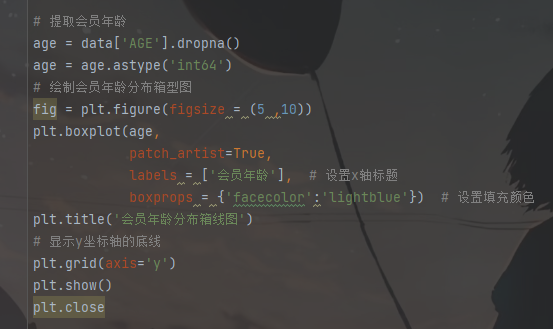 # 提取会员年龄
age = data['AGE'].dropna()
age = age.astype('int64')
# 绘制会员年龄分布箱型图
fig = plt.figure(figsize = (5 ,10))
plt.boxplot(age,
            patch_artist=True,
            labels = ['会员年龄'],  # 设置x轴标题
            boxprops = {'facecolor':'lightblue'})  # 设置填充颜色
plt.title('会员年龄分布箱线图')
# 显示y坐标轴的底线
plt.grid(axis='y')
plt.show()
plt.close